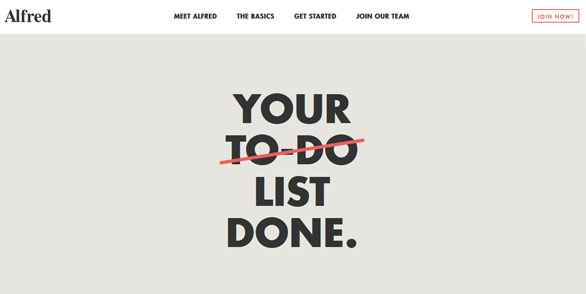 Alfred
MEET ALFRED THE BASICS GET STARTED JOIN OUR TEAM
JOIN NOW!
YOUR
TO-DO
LIST
DONE.